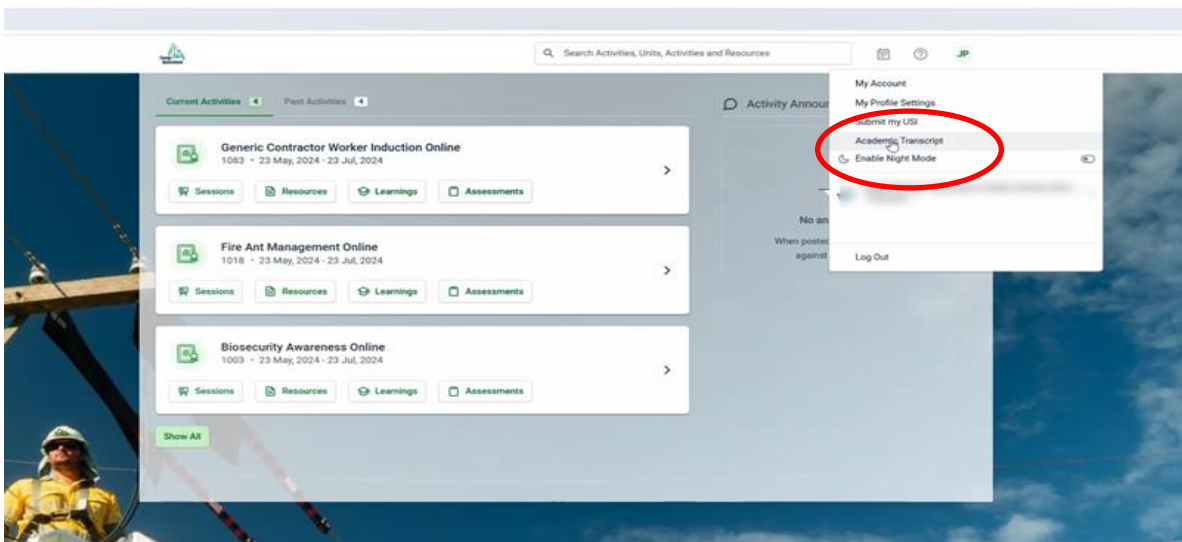 Energy
Queensland
Search Activities, Units, Activities and Resources
JP
Current Activities 4 Past Activities 4
Generic Contractor Worker Induction Online
1083 • 23 May, 2024 - 23 Jul, 2024
Sessions Resources Learnings Assessments
Fire Ant Management Online
1018 • 23 May, 2024 - 23 Jul, 2024
Sessions Resources Learnings Assessments
Biosecurity Awareness Online
1003 • 23 May, 2024 - 23 Jul, 2024
Sessions Resources Learnings Assessments
Show All
Activity Announ
No an
When posted
against
My Account
My Profile Settings
Submit my USI
Academic Transcript
Enable Night Mode
Log Out